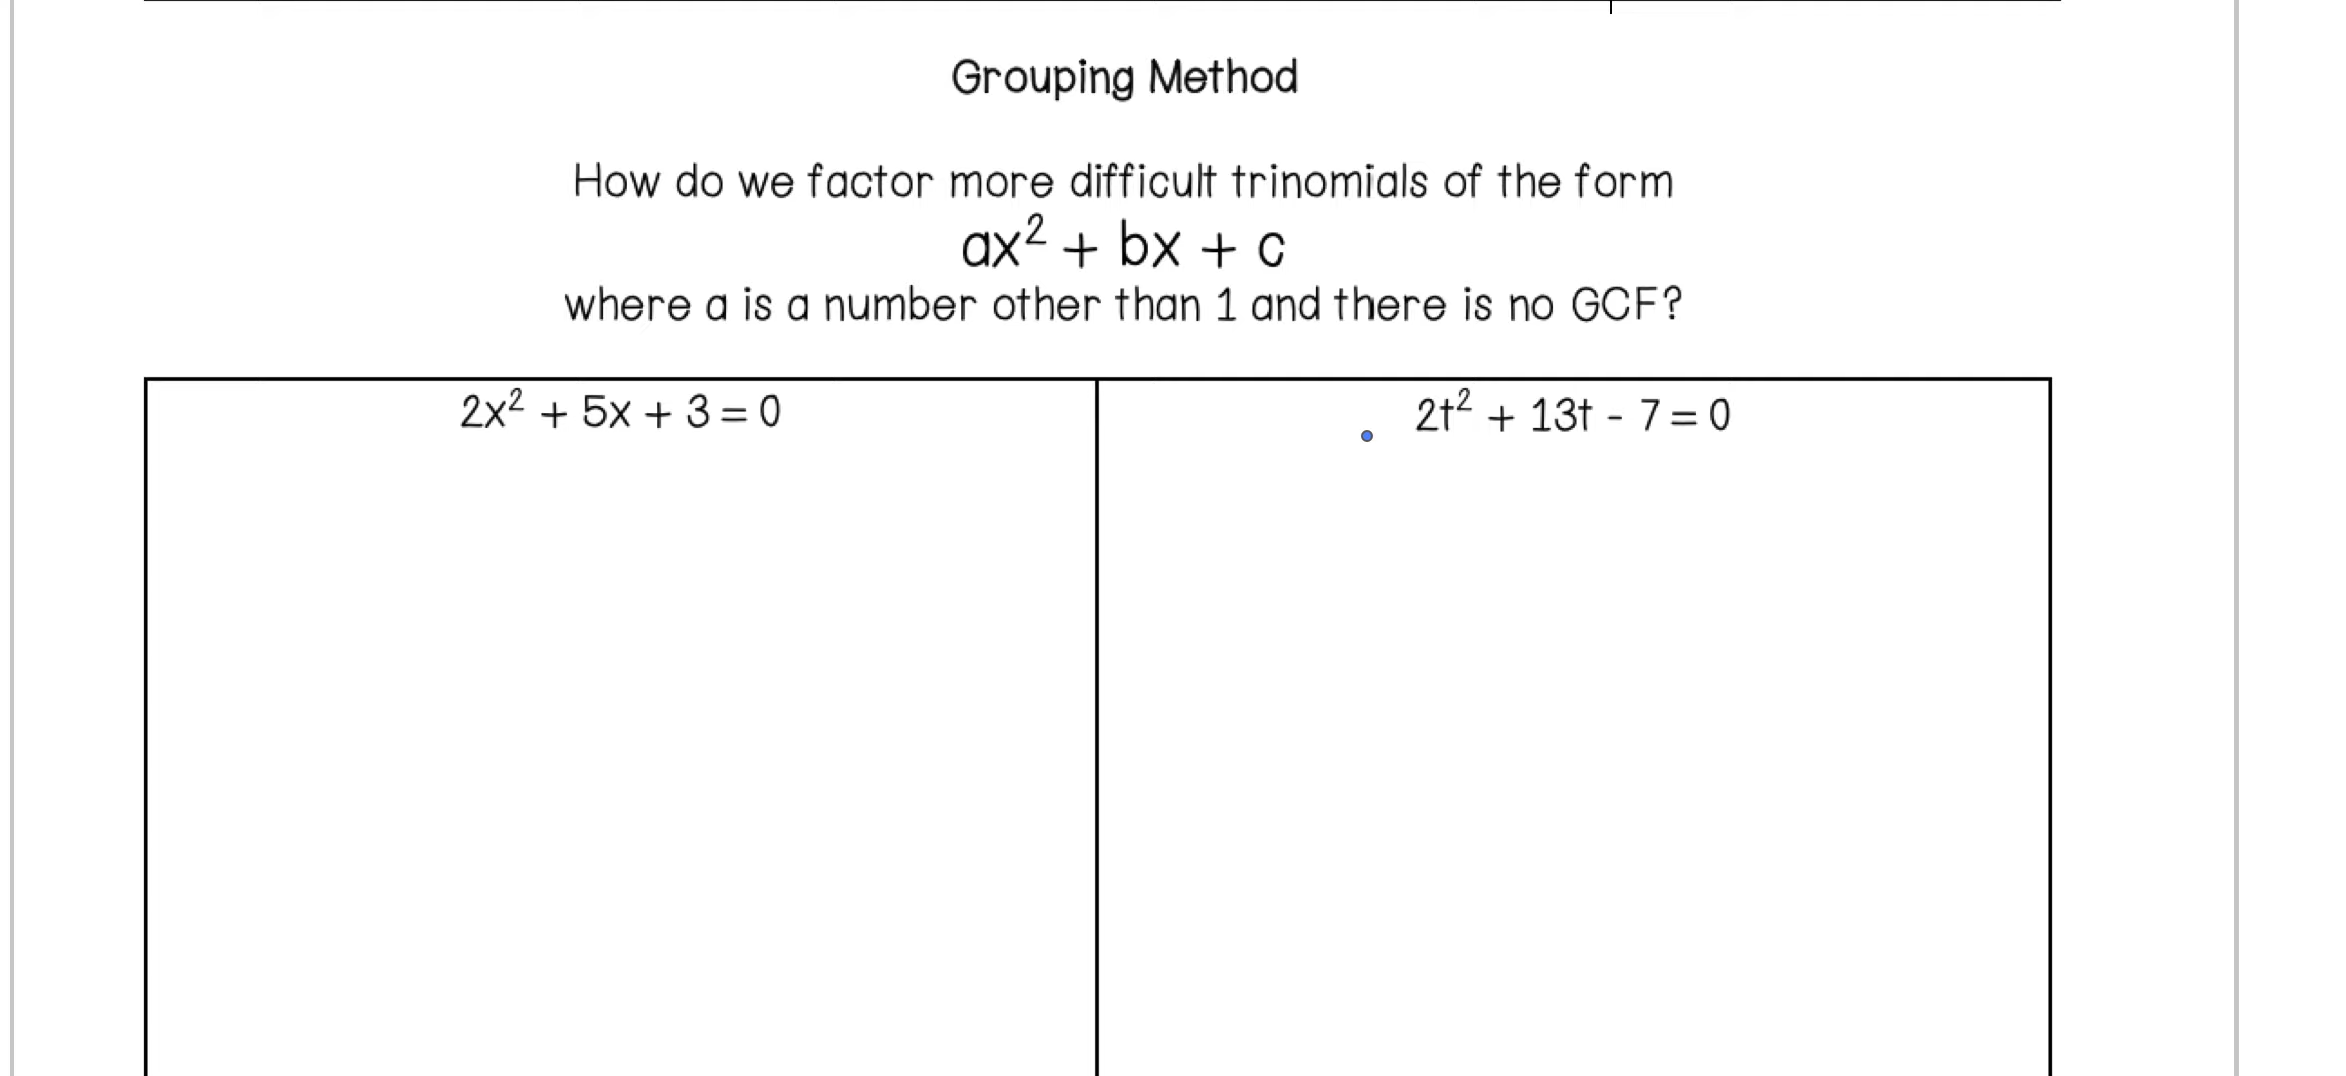 Grouping Method
How do we factor more difficult trinomials of the form
ax² + bx + c
where a is a number other than 1 and there is no GCF?
2x² + 5x + 3 = 0
2t² + 13t - 7 = 0